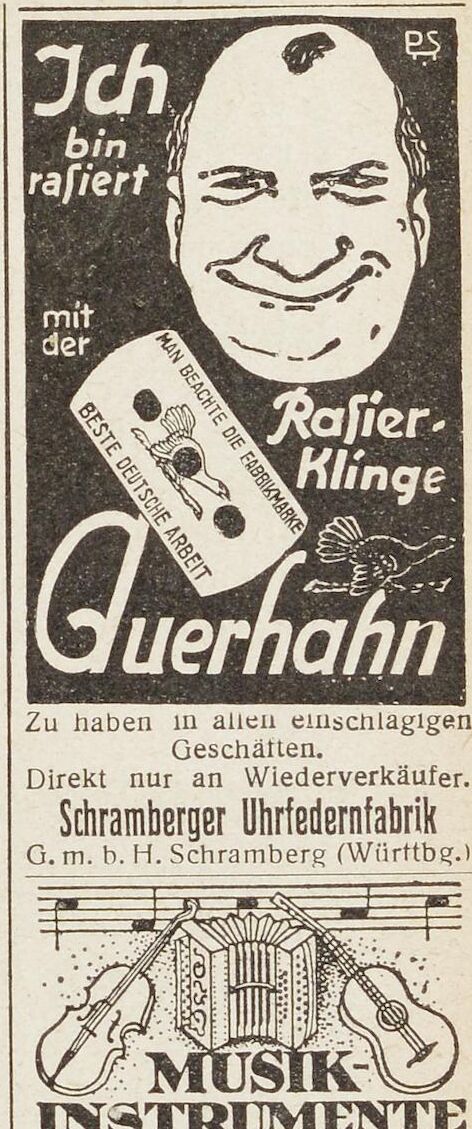 PS
Ich
bin
raſiert
mit
der
Raſier-
Klinge
MAN BEACHTE DIE FABRIKMARKE
BESTE DEUTSCHE ARBEIT
Auerhahn
Zu haben in allen einschlägigen
Geschäften.
Direkt nur an Wiederverkäufer.
Schramberger Uhrfedernfabrik
G. m. b. H. Schramberg (Württbg.)
MUSIK-
INSTRUMENTE